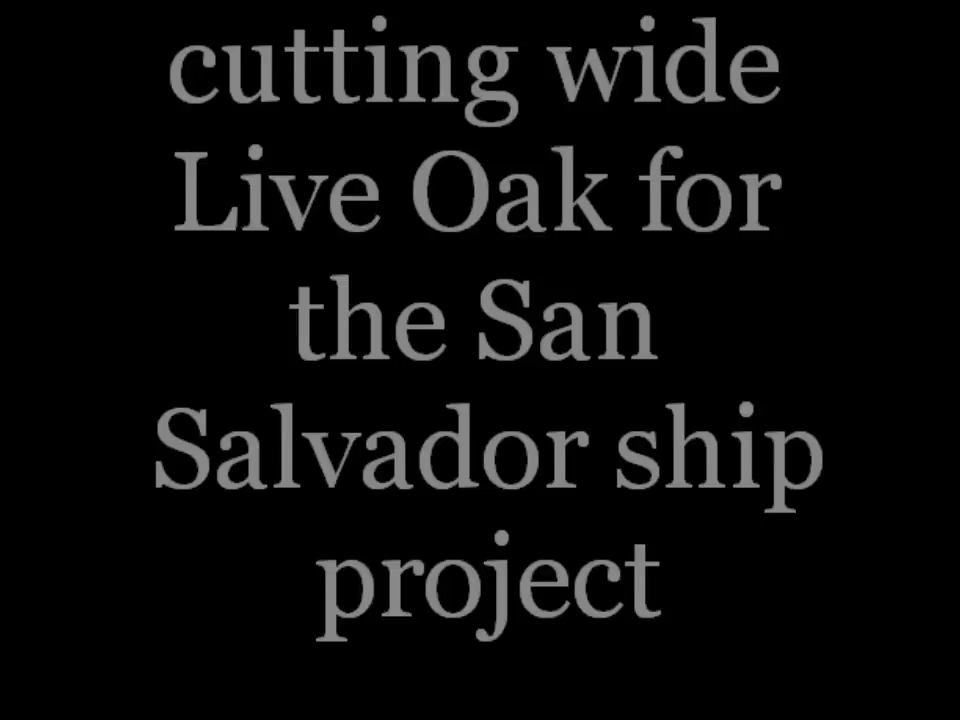 cutting wide
Live Oak for
the San
Salvador ship
project